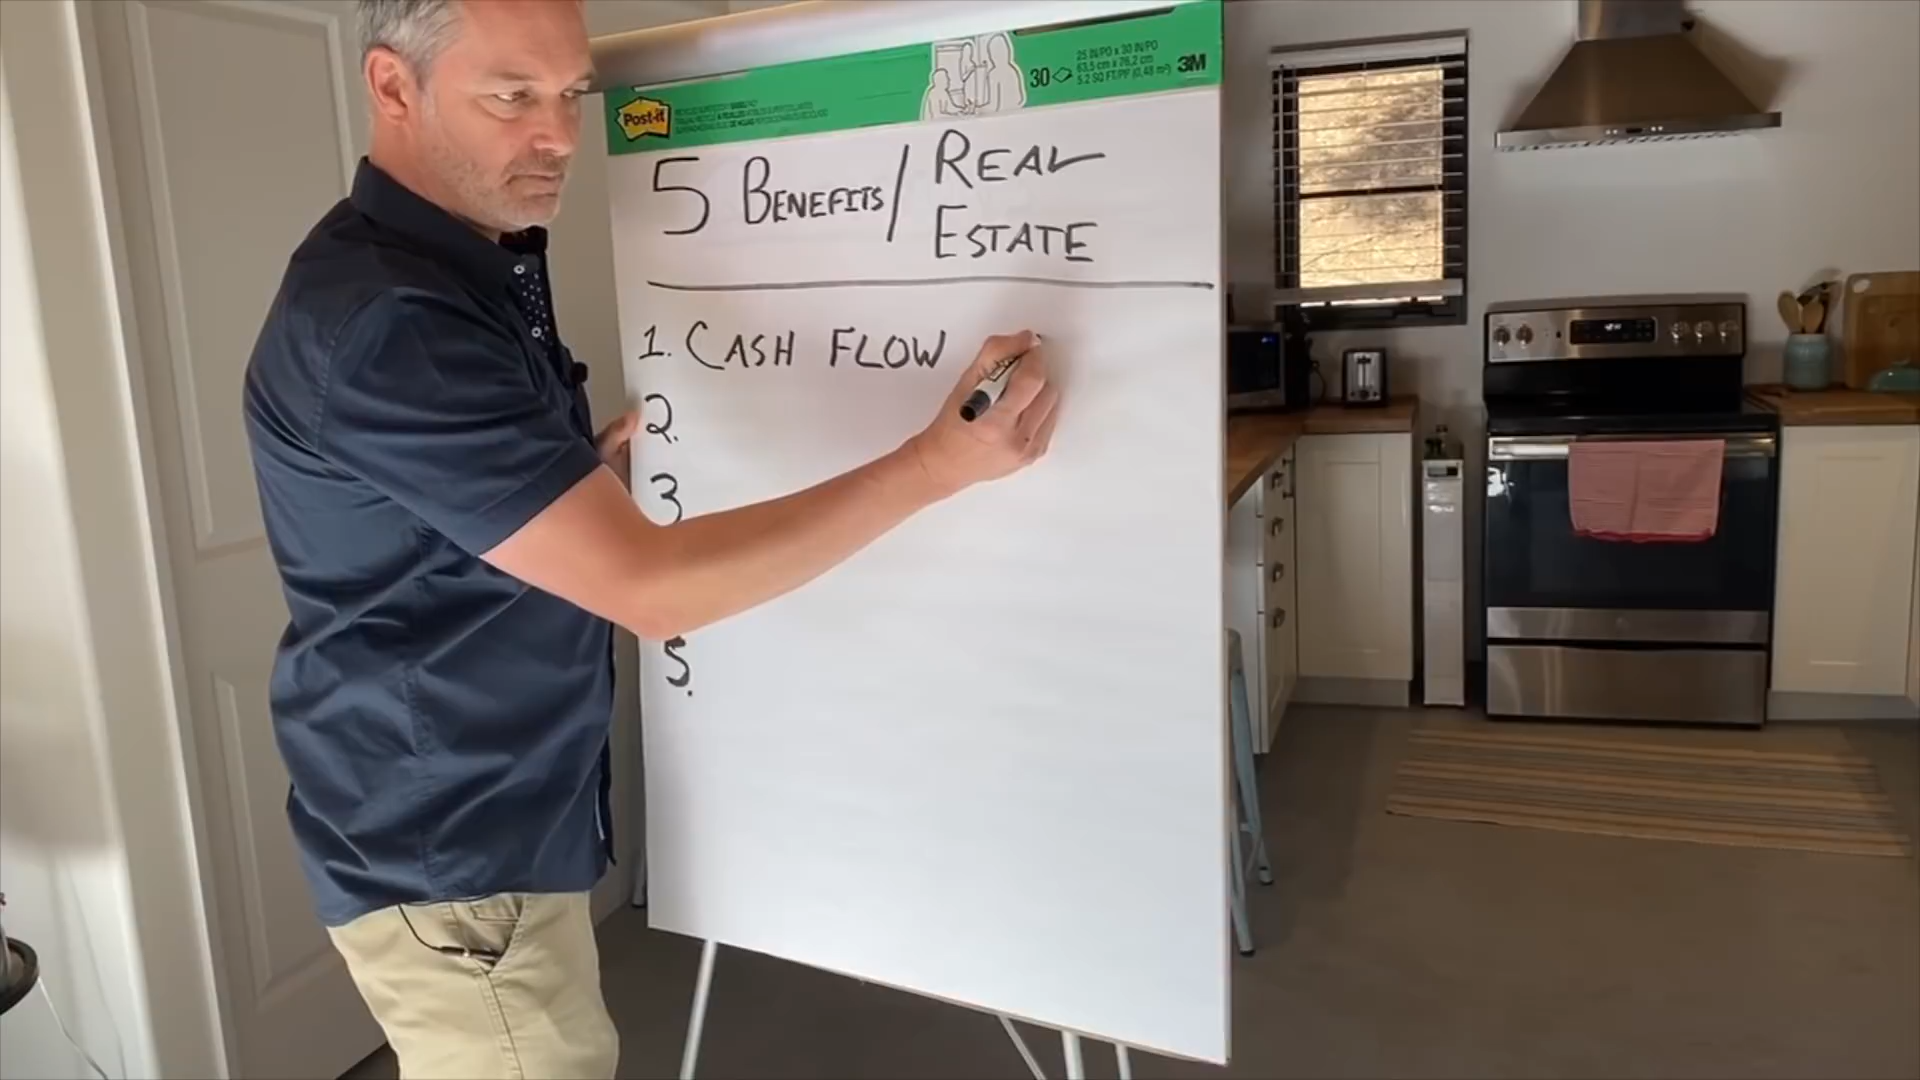 Post-it
30
25 IN/PO x 30 IN/PO
63,5 cm x 76,2 cm
5.2 SQ FT/PI² (0,48 m²)
3M
5 BENEFITS / REAL
ESTATE
1. CASH FLOW
2.
3
5.